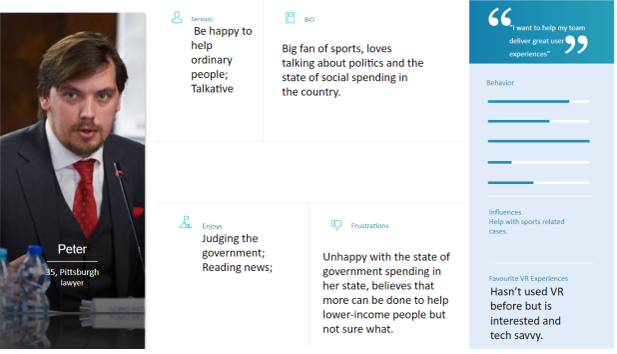 Serious;
Be happy to
help
ordinary
people;
Talkative
BIO
Big fan of sports, loves
talking about politics and the
state of social spending in
the country.
"I want to help my team
deliver great user
experiences"
Behavior
Peter
35, Pittsburgh
lawyer
Enjoys
Judging the
government;
Reading news;
Frustrations
Unhappy with the state of
government spending in
her state, believes that
more can be done to help
lower-income people but
not sure what.
Influences
Help with sports related
cases.
Favourite VR Experiences
Hasn't used VR
before but is
interested and
tech savvy.